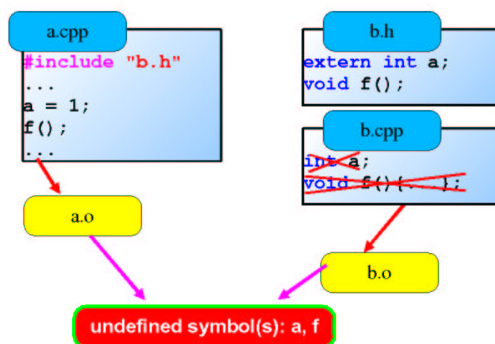 a.cpp
#include "b.h"
...
a = 1;
f();
...
b.h
extern int a;
void f();
b.cpp
int a;
void f(){... };
a.o
b.o
undefined symbol(s): a, f